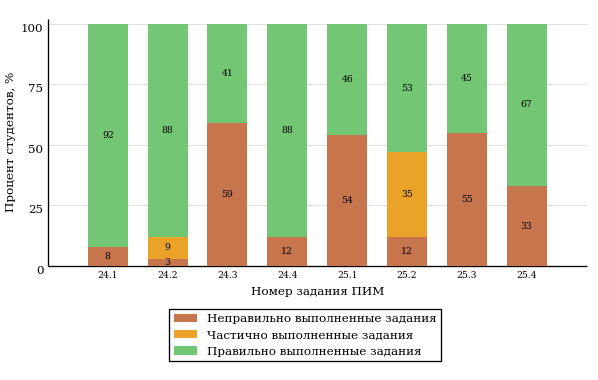 100
75
50
25
0
Процент студентов, %
92 88 41 88 46 53 45 67
9 35
8 3 59 12 54 12 55 33
24.1 24.2 24.3 24.4 25.1 25.2 25.3 25.4
Номер задания ПИМ
Неправильно выполненные задания
Частично выполненные задания
Правильно выполненные задания